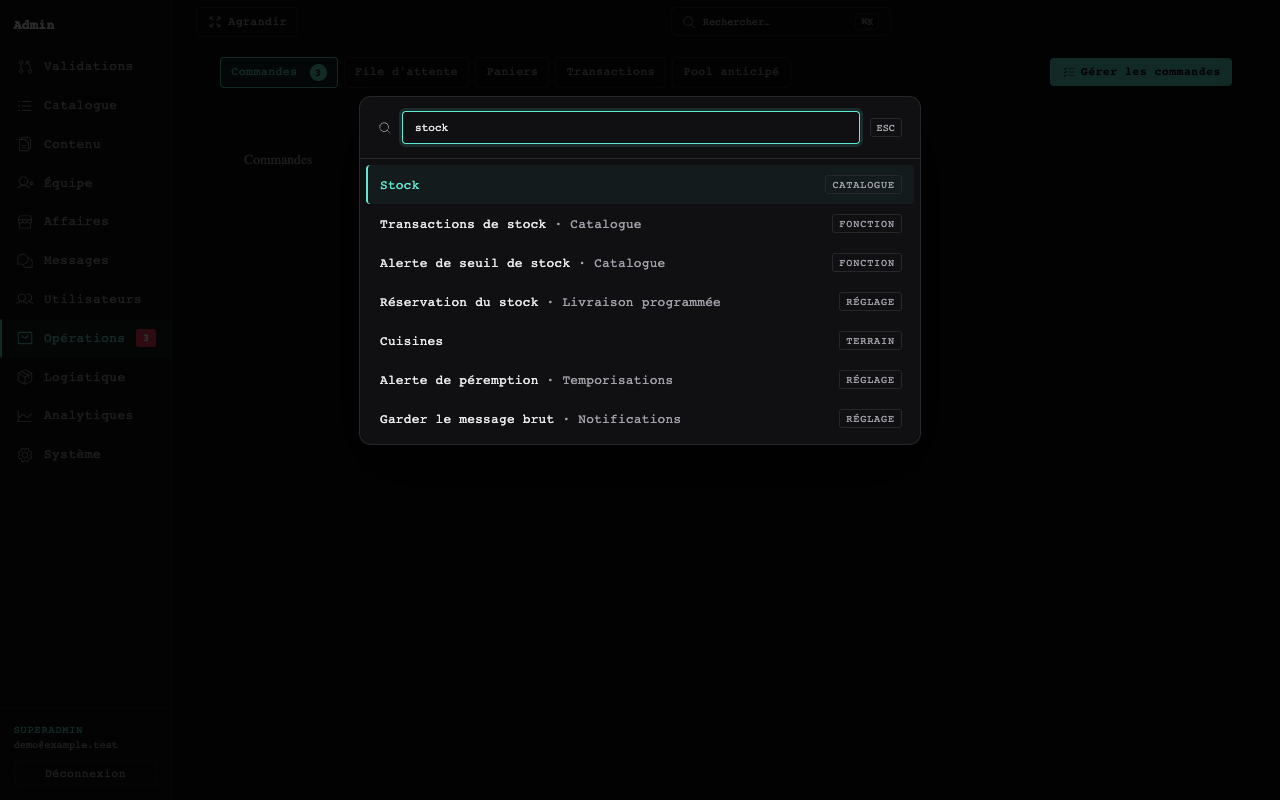 Admin
Agrandir
Rechercher… ⌘K
Validations
Catalogue
Contenu
Équipe
Affaires
Messages
Utilisateurs
Opérations 3
Logistique
Analytiques
Système
SUPERADMIN
demo@example.test
Déconnexion
Commandes 3
File d'attente
Paniers
Transactions
Pool anticipé
Gérer les commandes
Commandes
stock ESC
Stock CATALOGUE
Transactions de stock · Catalogue FONCTION
Alerte de seuil de stock · Catalogue FONCTION
Réservation du stock · Livraison programmée RÉGLAGE
Cuisines TERRAIN
Alerte de péremption · Temporisations RÉGLAGE
Garder le message brut · Notifications RÉGLAGE